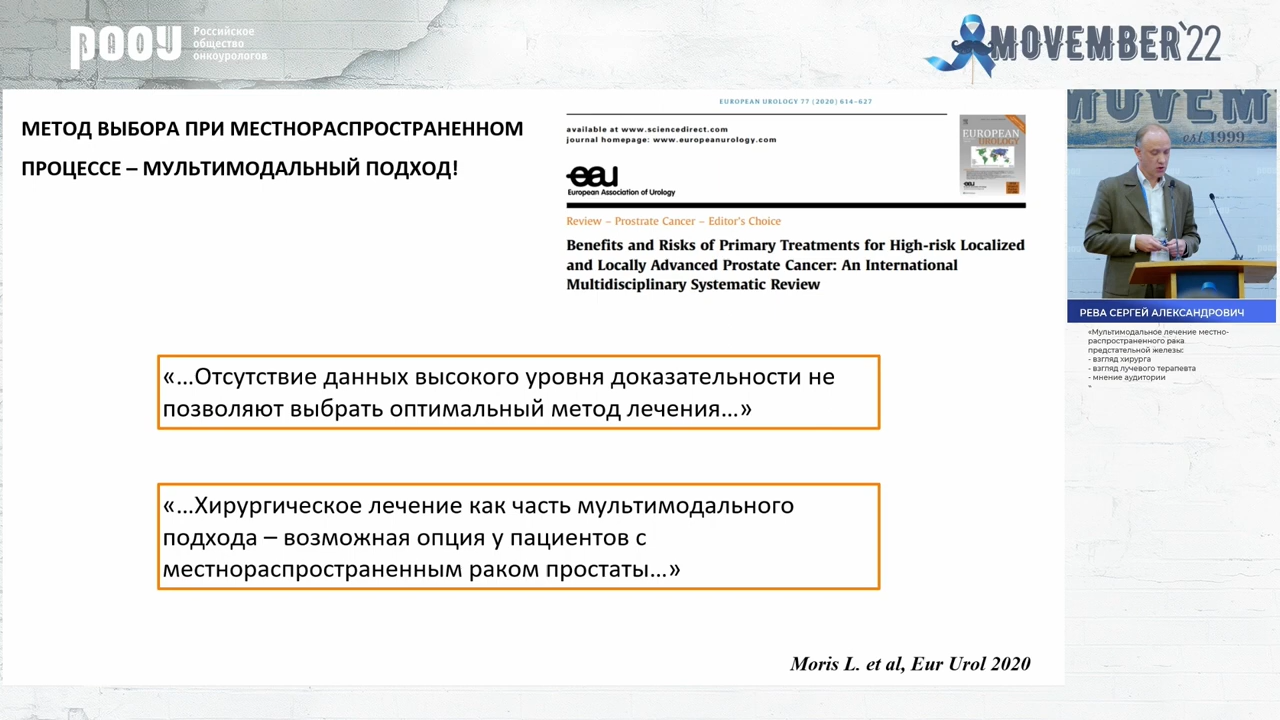 РООУ
RAOU
Российское
общество
онкоурологов
MOVEMBER'22
МЕТОД ВЫБОРА ПРИ МЕСТНОРАСПРОСТРАНЕННОМ
ПРОЦЕССЕ – МУЛЬТИМОДАЛЬНЫЙ ПОДХОД!
EUROPEAN UROLOGY 77 (2020) 614–627
available at www.sciencedirect.com
journal homepage: www.europeanurology.com
eau
European Association of Urology
EUROPEAN
UROLOGY
Review – Prostrate Cancer – Editor's Choice
Benefits and Risks of Primary Treatments for High-risk Localized
and Locally Advanced Prostate Cancer: An International
Multidisciplinary Systematic Review
«…Отсутствие данных высокого уровня доказательности не
позволяют выбрать оптимальный метод лечения…»
«…Хирургическое лечение как часть мультимодального
подхода – возможная опция у пациентов с
местнораспространенным раком простаты…»
Moris L. et al, Eur Urol 2020
MOVEM
est. 1999
РЕВА СЕРГЕЙ АЛЕКСАНДРОВИЧ
«Мультимодальное лечение местно-
распространенного рака
предстательной железы:
- взгляд хирурга
- взгляд лучевого терапевта
- мнение аудитории
»